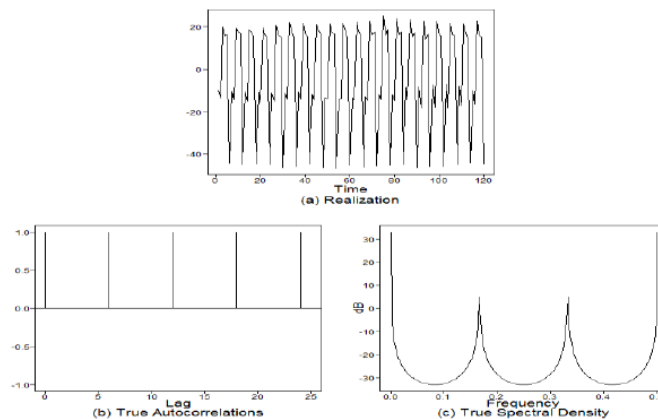 20
0
-20
-40
0 20 40 60 80 100 120
Time
(a) Realization
1.0
0.5
0.0
-0.5
-1.0
0 5 10 15 20 25
Lag
(b) True Autocorrelations
30
20
10
0
-10
-20
-30
dB
0.0 0.1 0.2 0.3 0.4
Frequency
(c) True Spectral Density